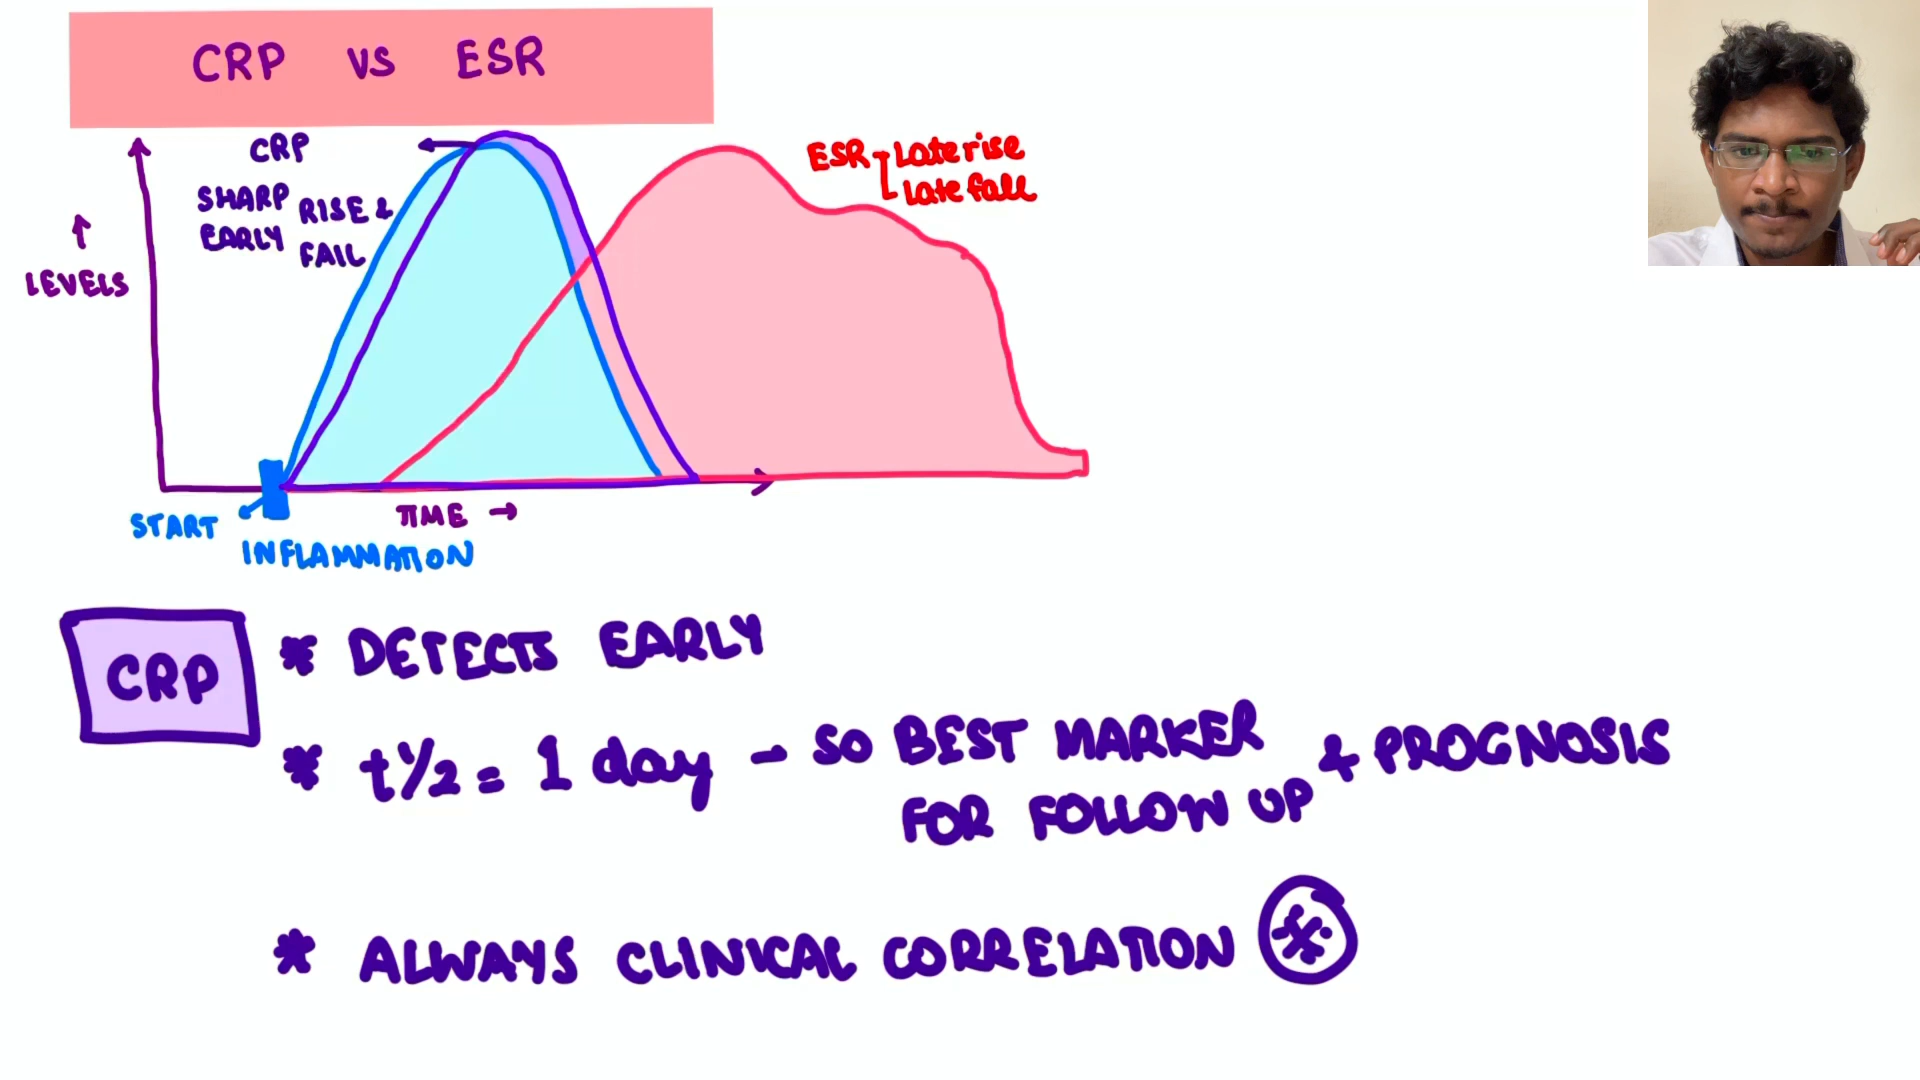 CRP VS ESR
CRP
SHARP RISE &
EARLY FAIL
ESR Late rise
Late fall
↑
LEVELS
TIME →
START
INFLAMMATION
CRP
* DETECTS EARLY
* t½ = 1 day - SO BEST MARKER & PROGNOSIS
FOR FOLLOW UP
* ALWAYS CLINICAL CORRELATION *